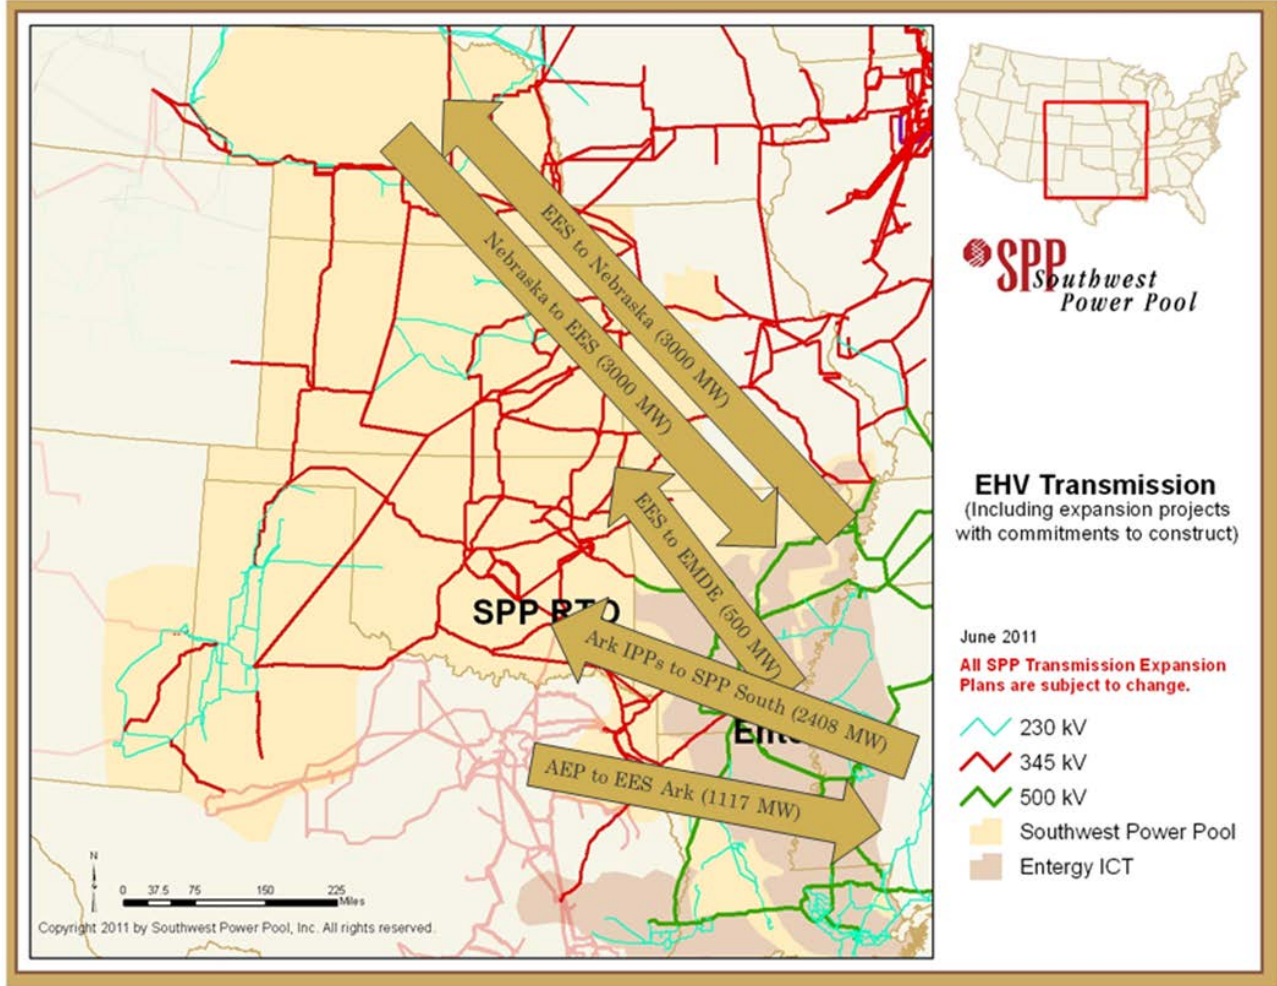 EES to Nebraska (3000 MW)
Nebraska to EES (3000 MW)
EES to EMDE (500 MW)
SPP RTO
Ark IPPs to SPP South (2408 MW)
AEP to EES Ark (1117 MW)
N
0 37.5 75 150 225
Miles
Copyright 2011 by Southwest Power Pool, Inc. All rights reserved.
SPP
Southwest
Power Pool
EHV Transmission
(Including expansion projects
with commitments to construct)
June 2011
All SPP Transmission Expansion
Plans are subject to change.
230 kV
345 kV
500 kV
Southwest Power Pool
Entergy ICT